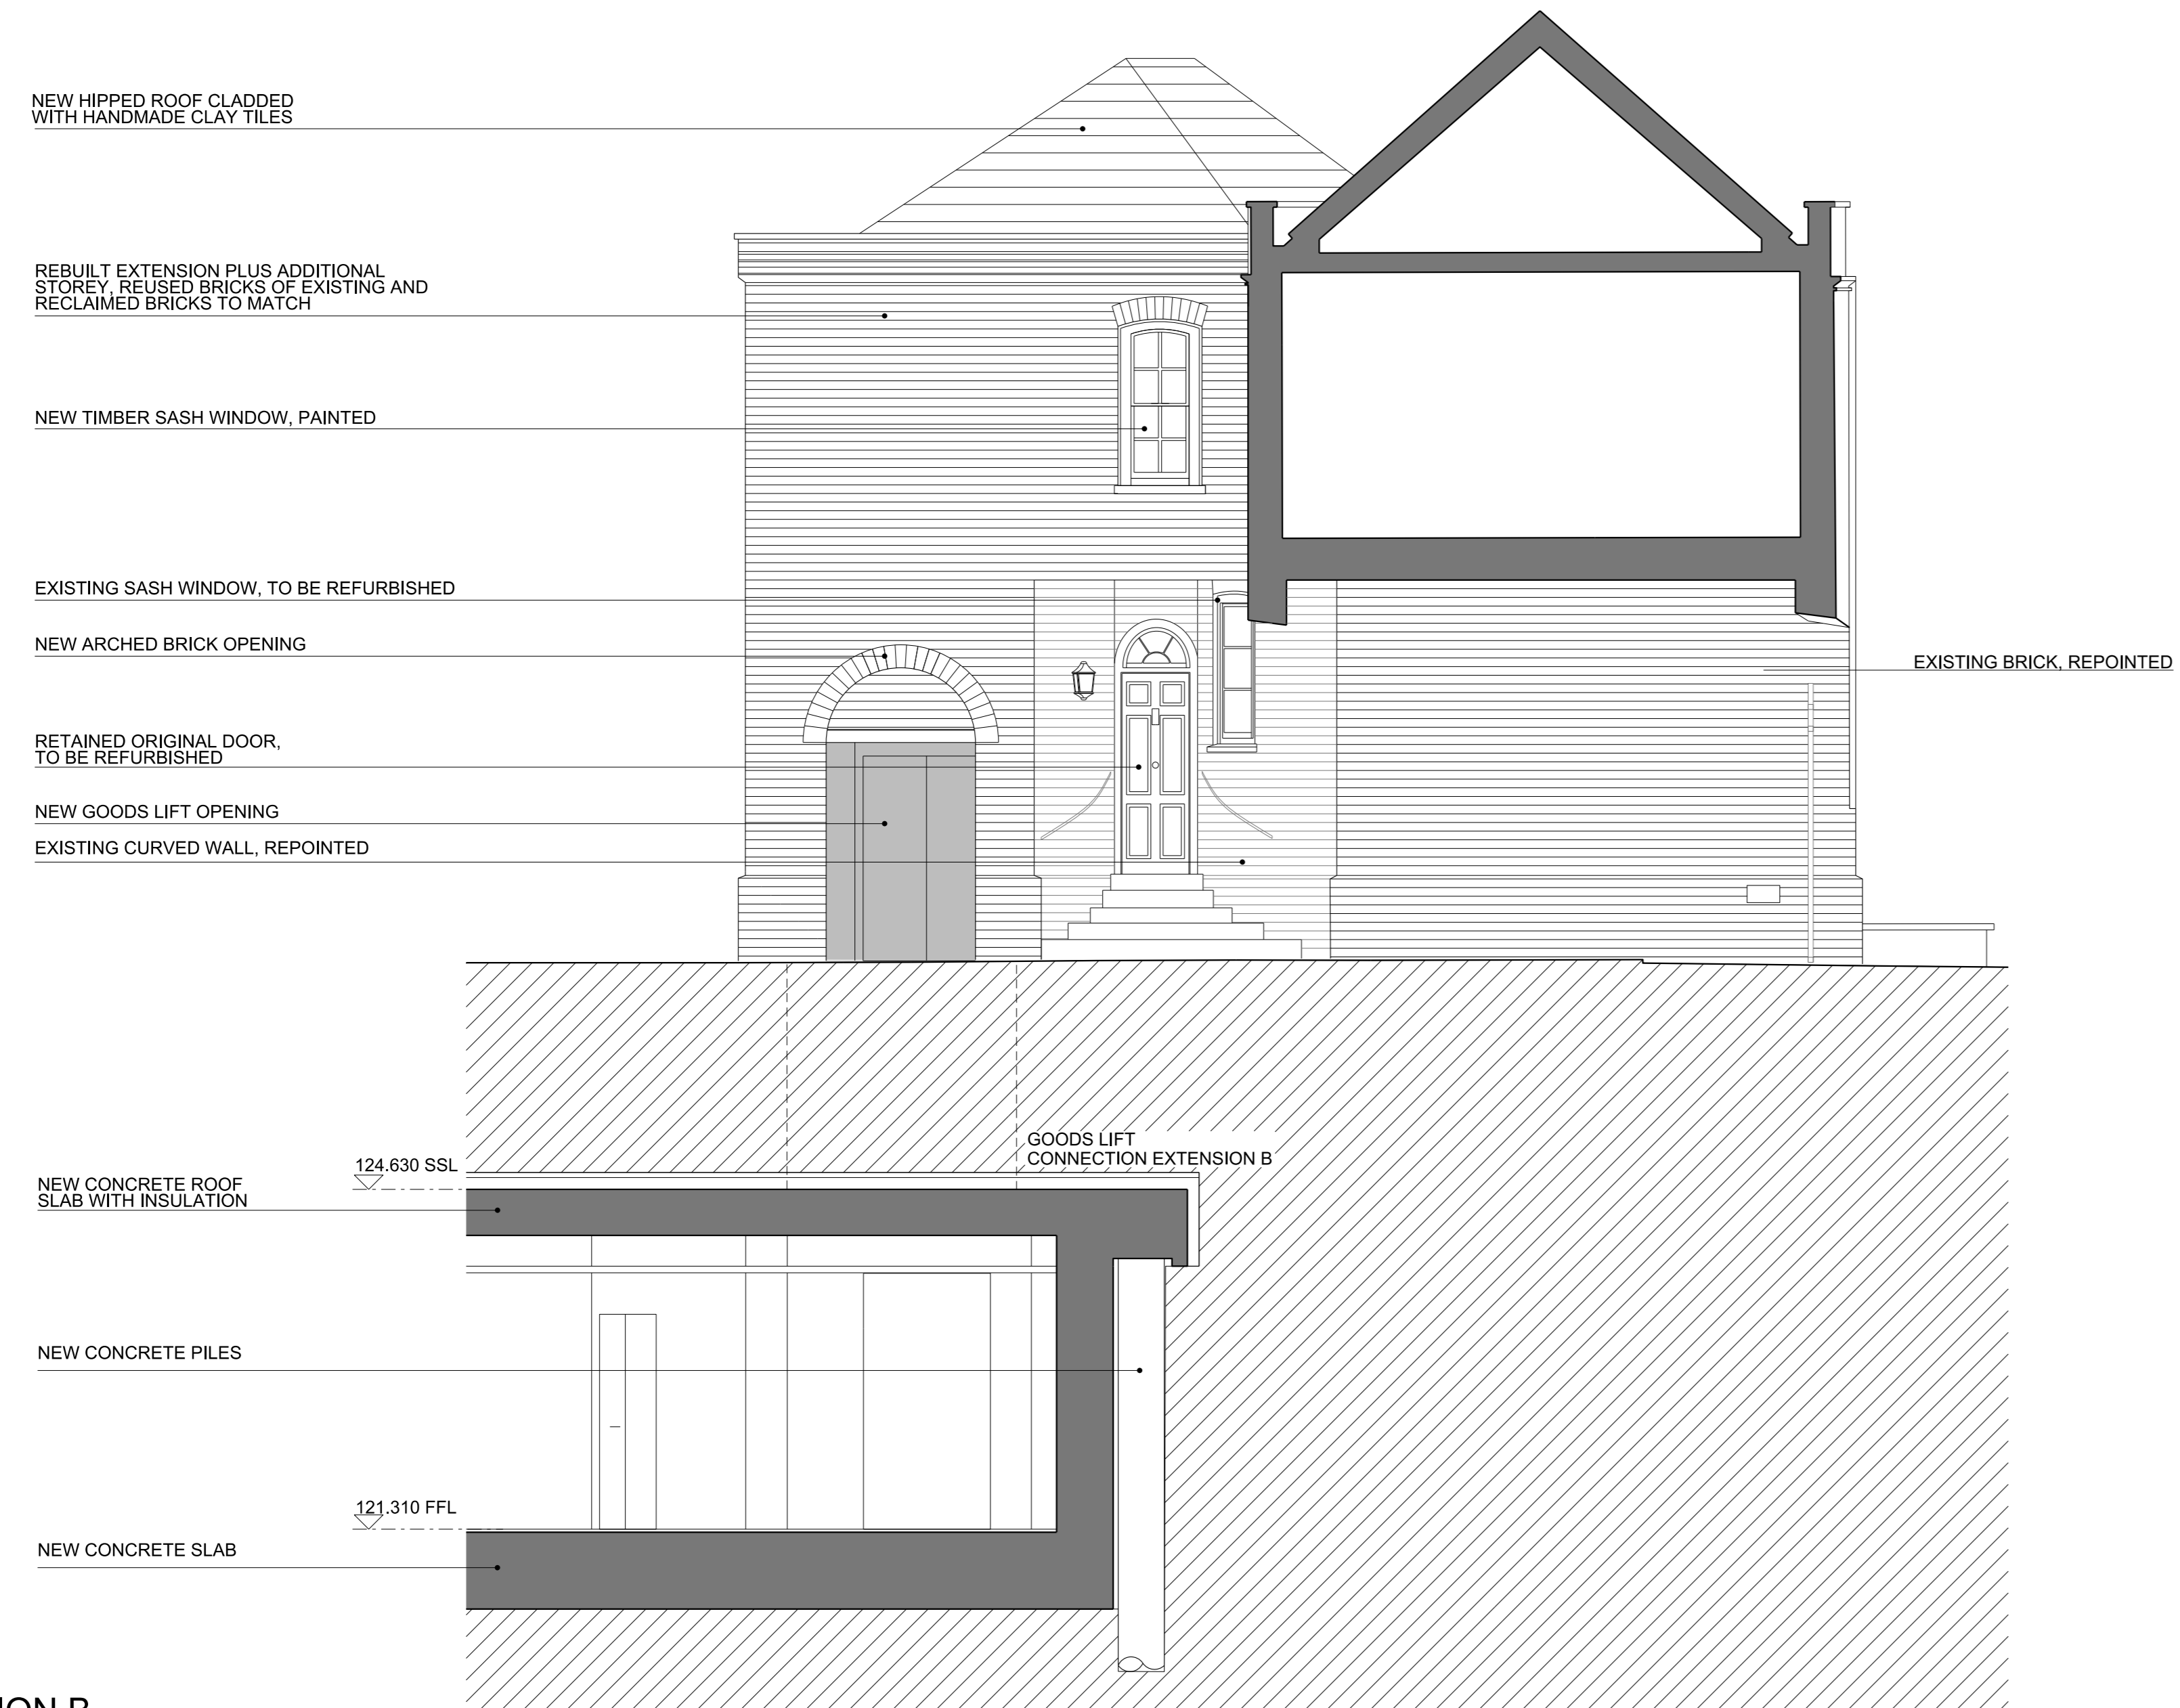 NEW HIPPED ROOF CLADDED
WITH HANDMADE CLAY TILES
REBUILT EXTENSION PLUS ADDITIONAL
STOREY, REUSED BRICKS OF EXISTING AND
RECLAIMED BRICKS TO MATCH
NEW TIMBER SASH WINDOW, PAINTED
EXISTING SASH WINDOW, TO BE REFURBISHED
NEW ARCHED BRICK OPENING
EXISTING BRICK, REPOINTED
RETAINED ORIGINAL DOOR,
TO BE REFURBISHED
NEW GOODS LIFT OPENING
EXISTING CURVED WALL, REPOINTED
GOODS LIFT
CONNECTION EXTENSION B
124.630 SSL
NEW CONCRETE ROOF
SLAB WITH INSULATION
NEW CONCRETE PILES
121.310 FFL
NEW CONCRETE SLAB